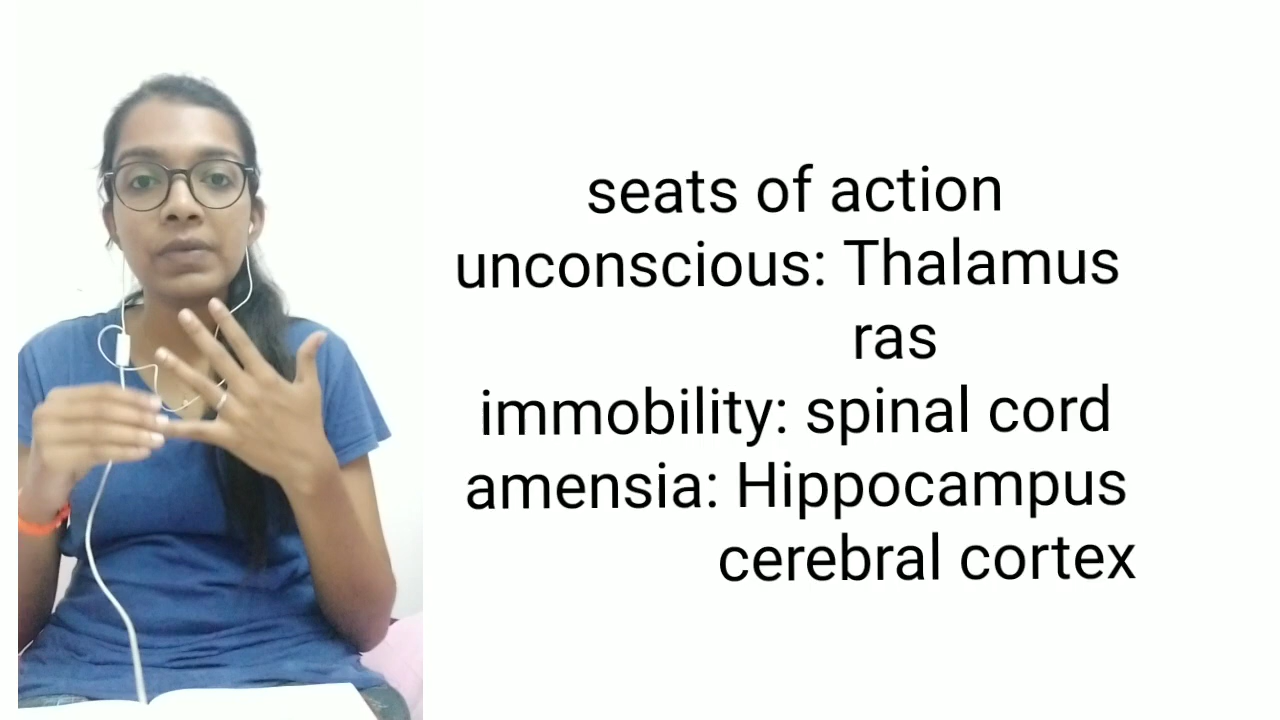 seats of action
unconscious: Thalamus
ras
immobility: spinal cord
amensia: Hippocampus
cerebral cortex